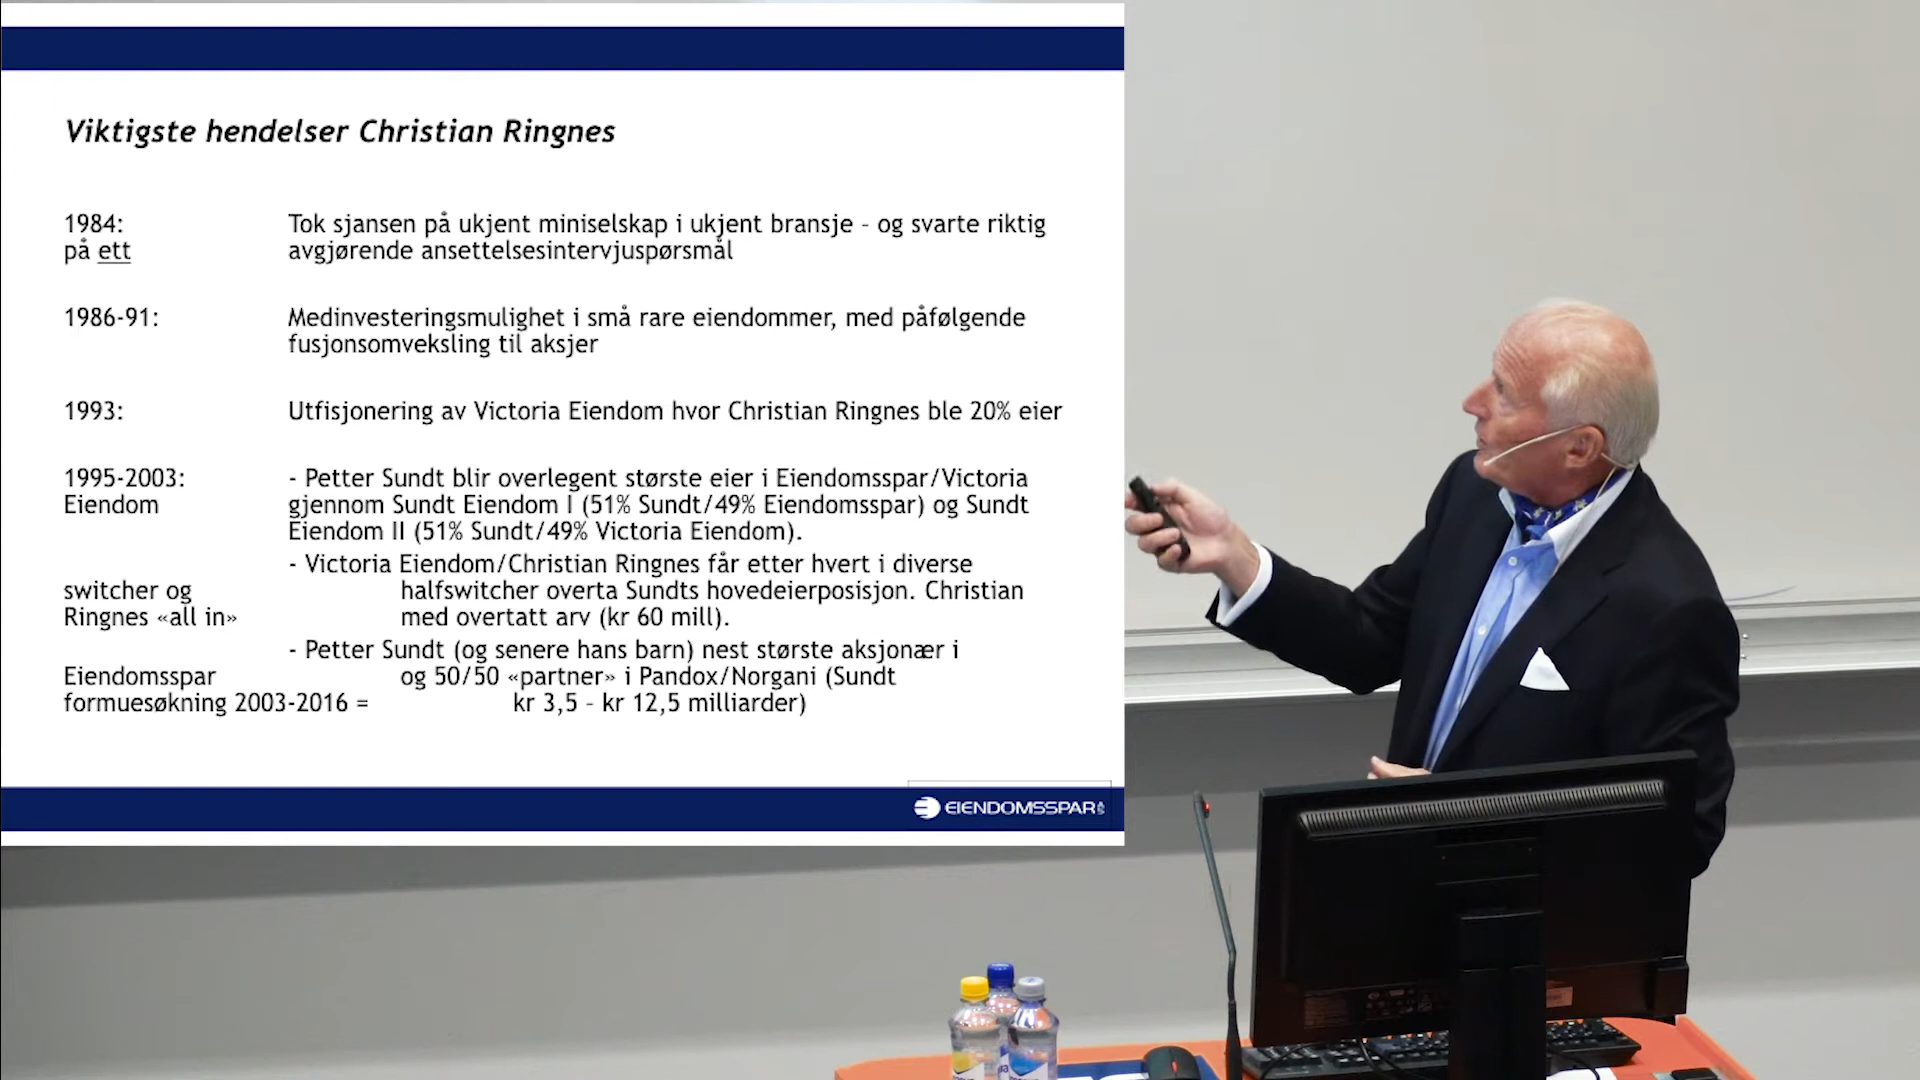 Viktigste hendelser Christian Ringnes
1984: Tok sjansen på ukjent miniselskap i ukjent bransje – og svarte riktig
på ett avgjørende ansettelsesintervjuspørsmål
1986-91: Medinvesteringsmulighet i små rare eiendommer, med påfølgende
fusjonsomveksling til aksjer
1993: Utfisjonering av Victoria Eiendom hvor Christian Ringnes ble 20% eier
1995-2003: - Petter Sundt blir overlegent største eier i Eiendomsspar/Victoria
Eiendom gjennom Sundt Eiendom I (51% Sundt/49% Eiendomsspar) og Sundt
Eiendom II (51% Sundt/49% Victoria Eiendom).
- Victoria Eiendom/Christian Ringnes får etter hvert i diverse
switcher og halfswitcher overta Sundts hovedeierposisjon. Christian
Ringnes «all in» med overtatt arv (kr 60 mill).
- Petter Sundt (og senere hans barn) nest største aksjonær i
Eiendomsspar og 50/50 «partner» i Pandox/Norgani (Sundt
formuesøkning 2003-2016 = kr 3,5 – kr 12,5 milliarder)
EIENDOMSSPAR AS